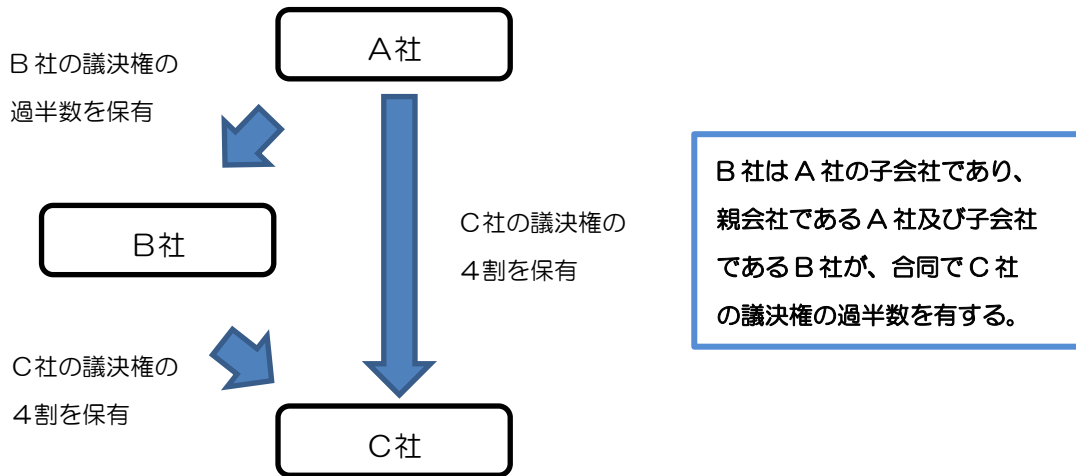 A社
B社の議決権の
過半数を保有
B社
C社の議決権の
4割を保有
C社の議決権の
4割を保有
C社
B社はA社の子会社であり、
親会社であるA社及び子会社
であるB社が、合同でC社
の議決権の過半数を有する。